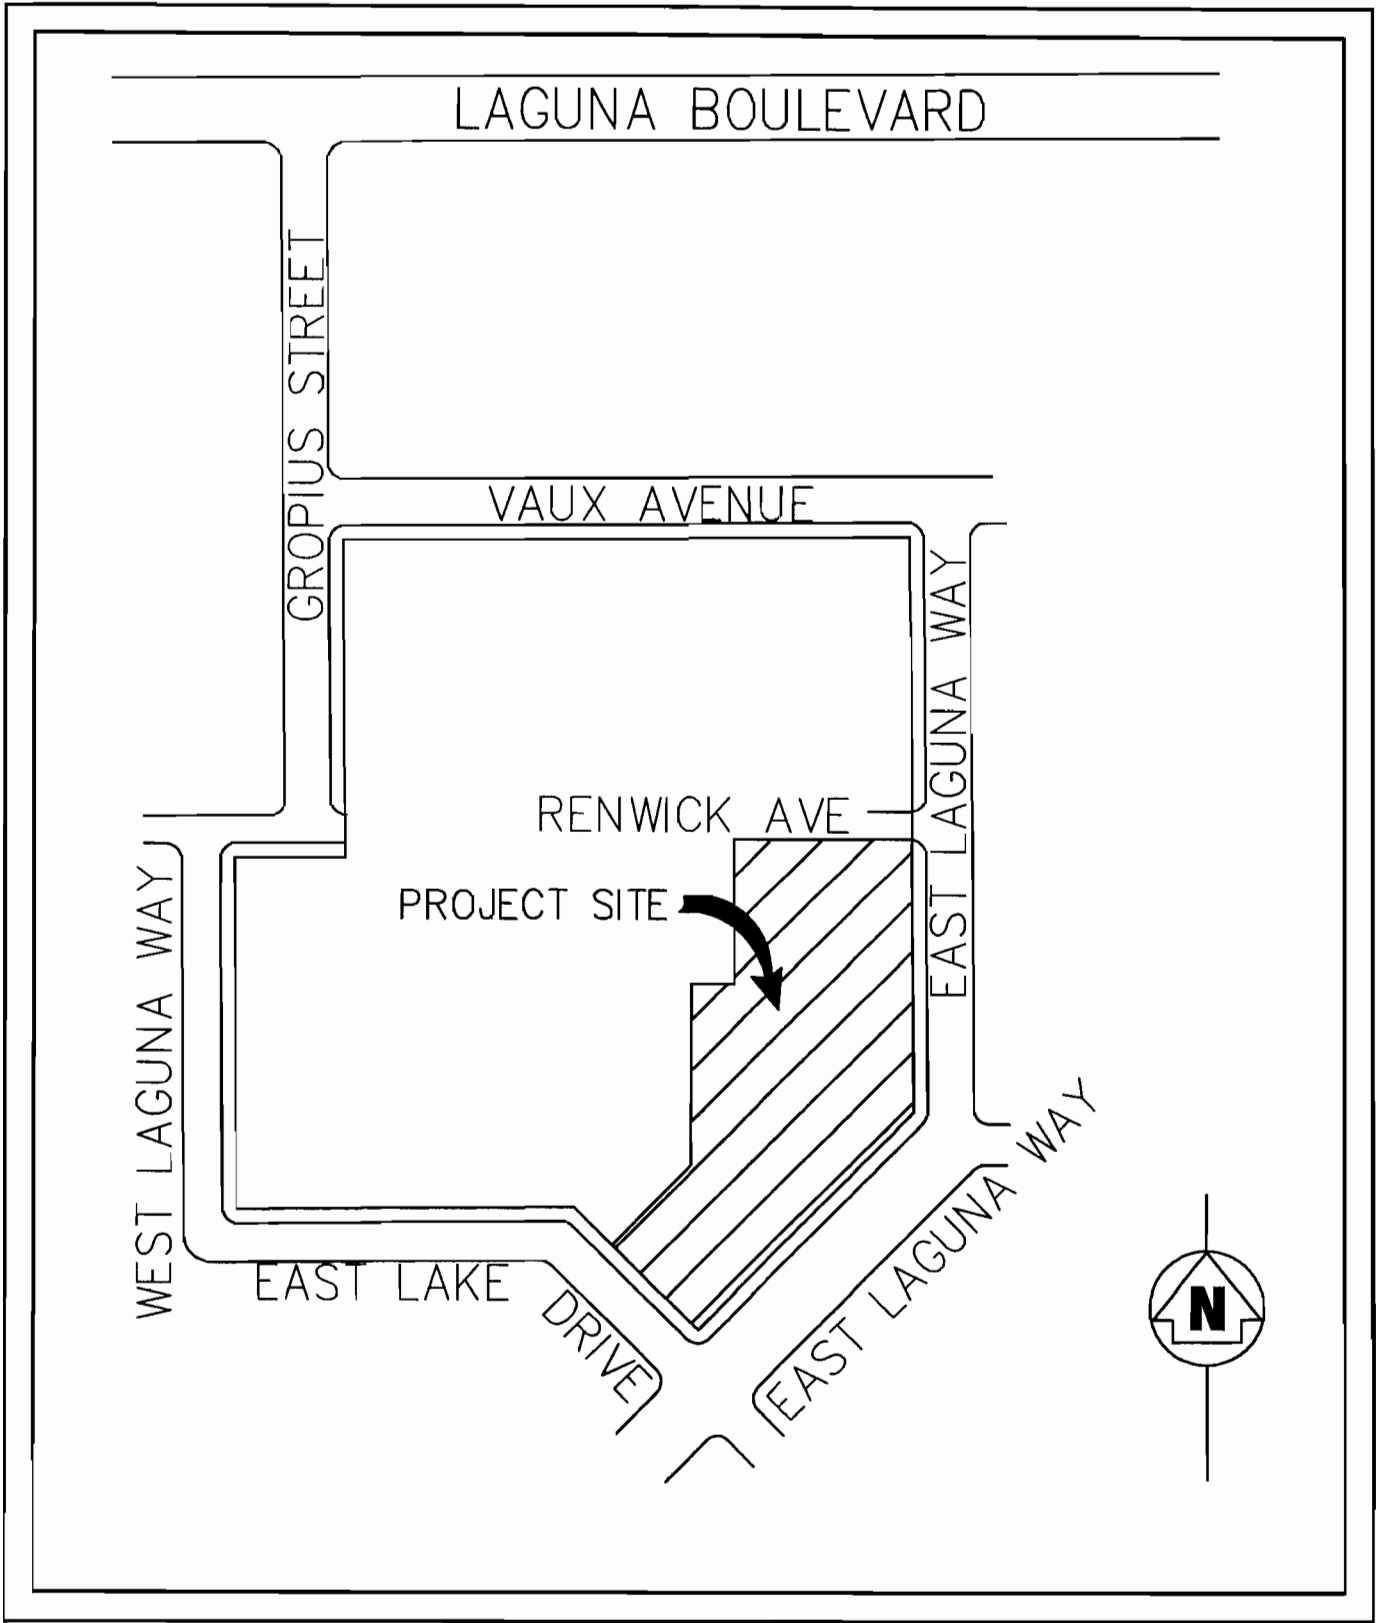 LAGUNA BOULEVARD
GROPIUS STREET
VAUX AVENUE
EAST LAGUNA WAY
RENWICK AVE
PROJECT SITE
WEST LAGUNA WAY
EAST LAKE DRIVE
EAST LAGUNA WAY
N